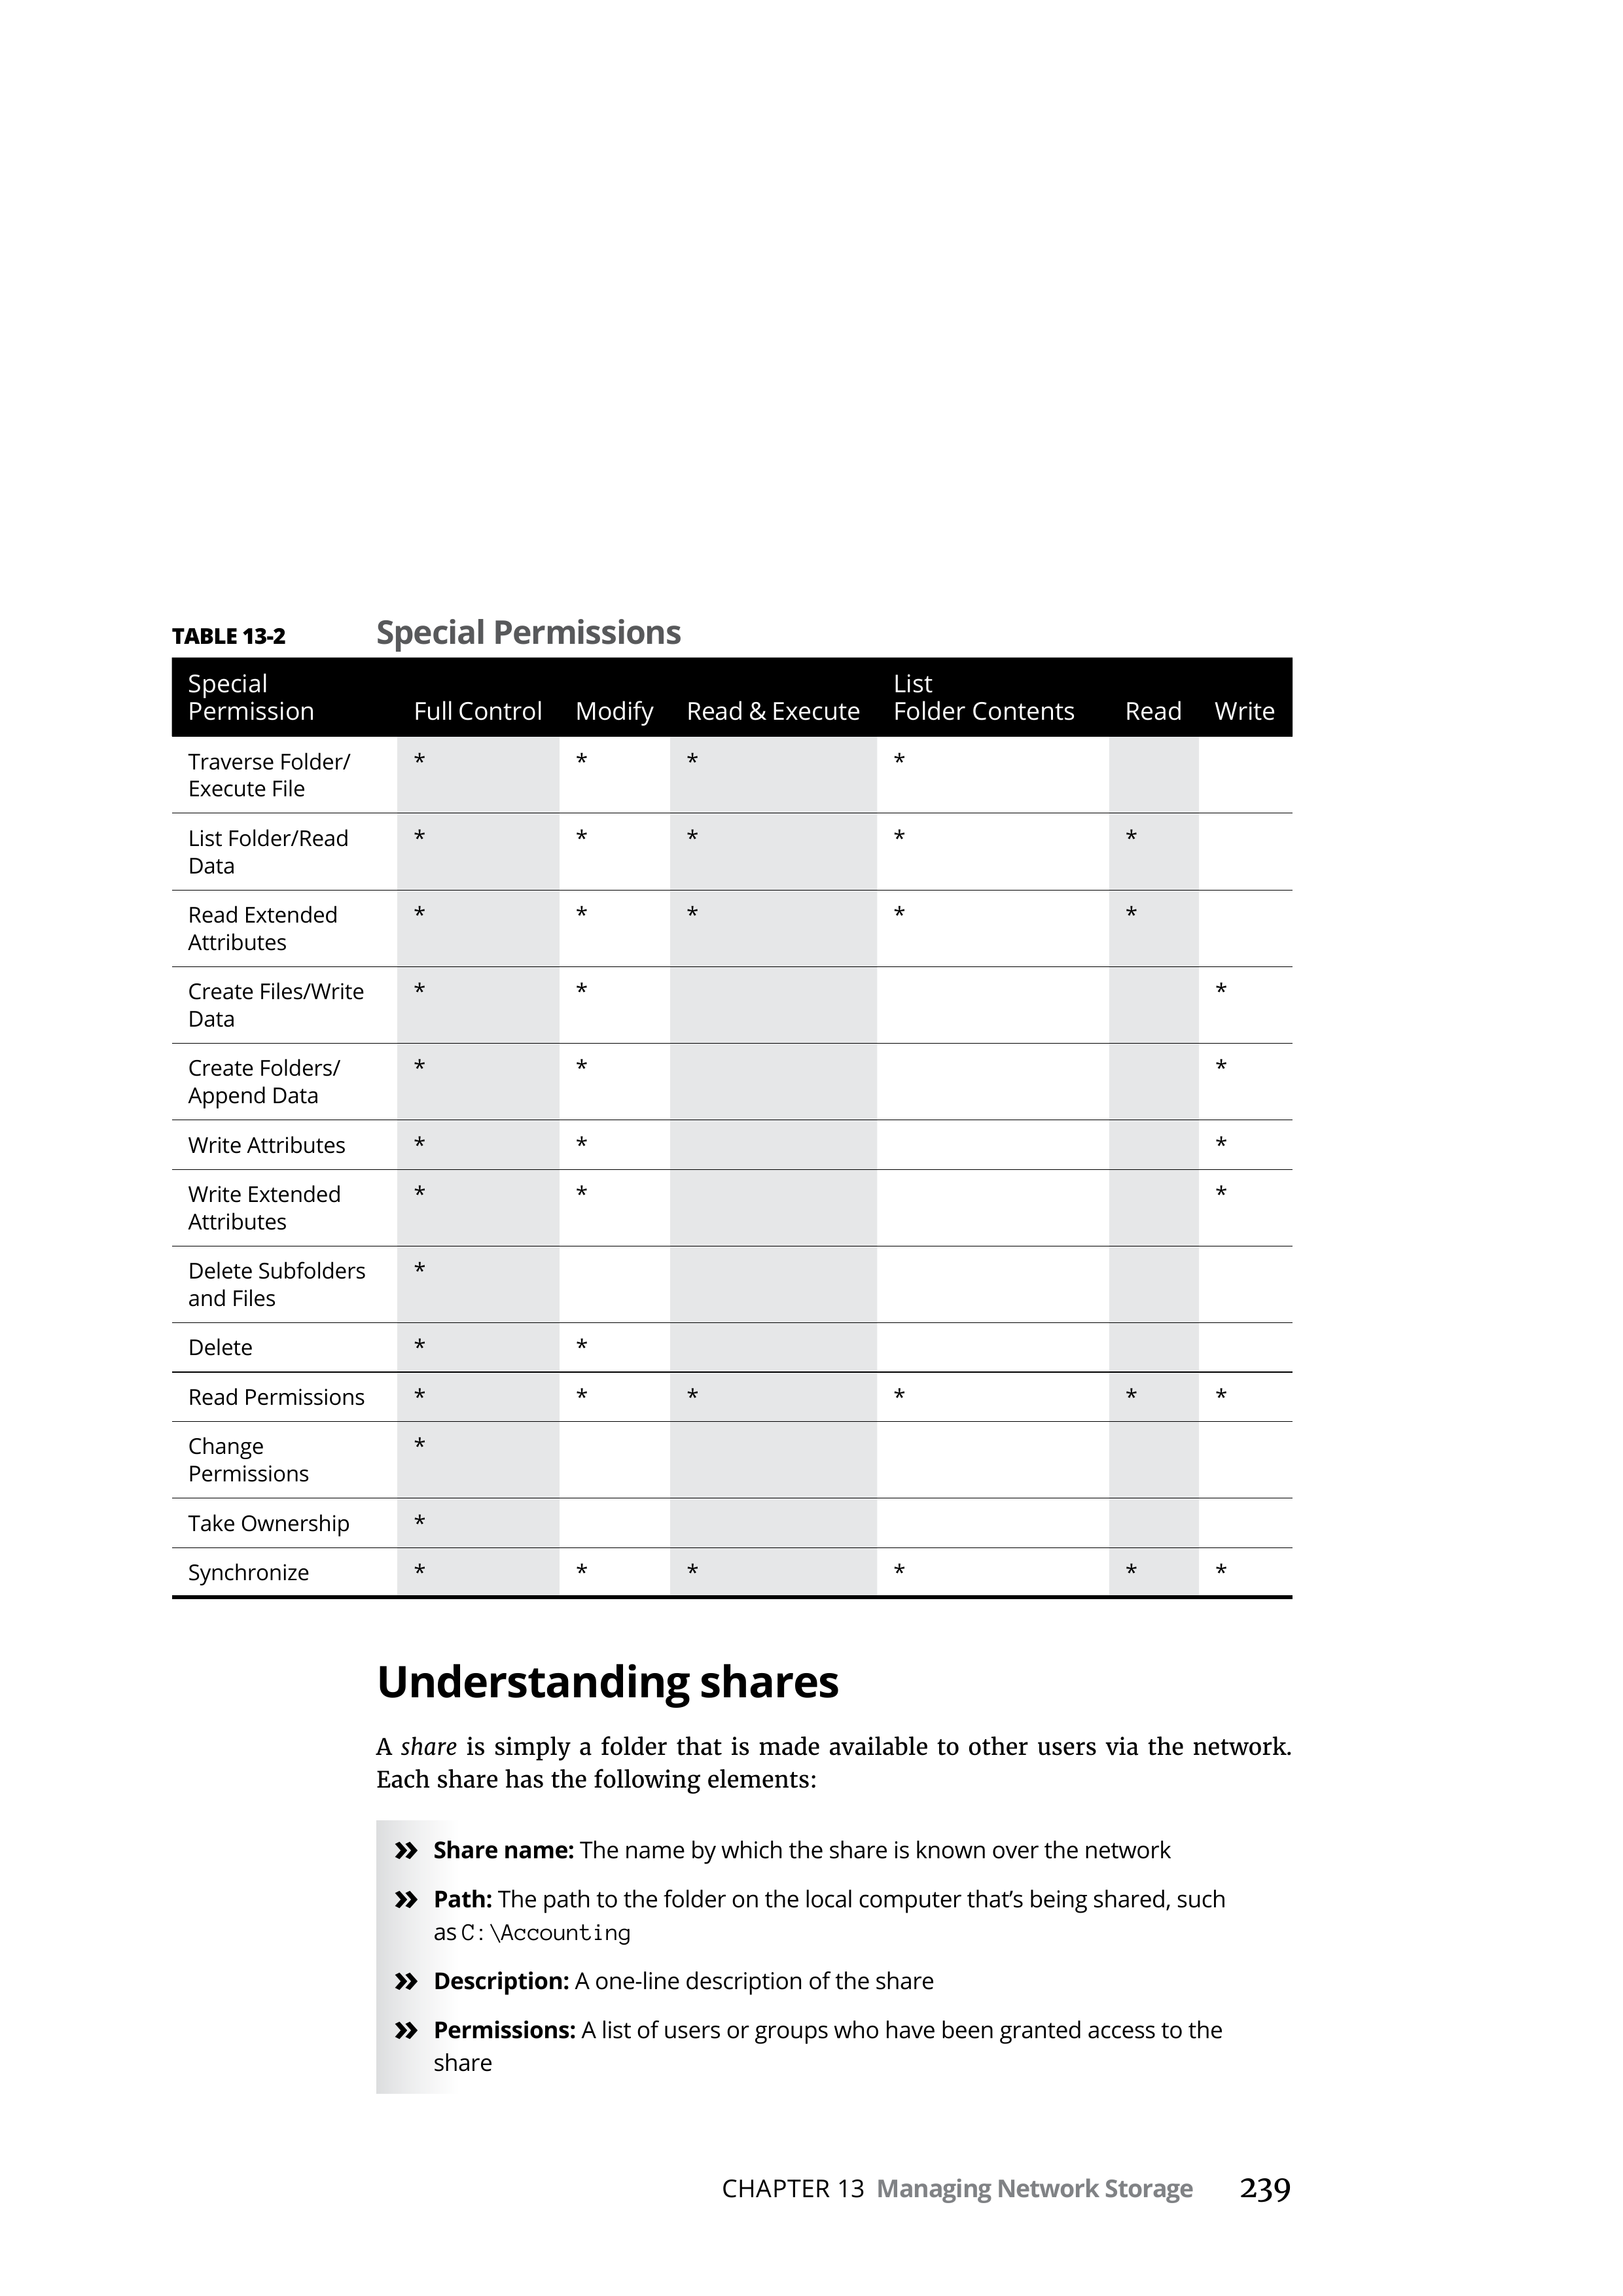 TABLE 13-2 Special Permissions
Special
Permission Full Control Modify Read & Execute List
Folder Contents Read Write
Traverse Folder/
Execute File * * * *
List Folder/Read
Data * * * * *
Read Extended
Attributes * * * * *
Create Files/Write
Data * * *
Create Folders/
Append Data * * *
Write Attributes * * *
Write Extended
Attributes * * *
Delete Subfolders
and Files *
Delete * *
Read Permissions * * * * * *
Change
Permissions *
Take Ownership *
Synchronize * * * * * *
Understanding shares
A share is simply a folder that is made available to other users via the network.
Each share has the following elements:
» Share name: The name by which the share is known over the network
» Path: The path to the folder on the local computer that’s being shared, such
as C:\Accounting
» Description: A one-line description of the share
» Permissions: A list of users or groups who have been granted access to the
share
CHAPTER 13 Managing Network Storage 239